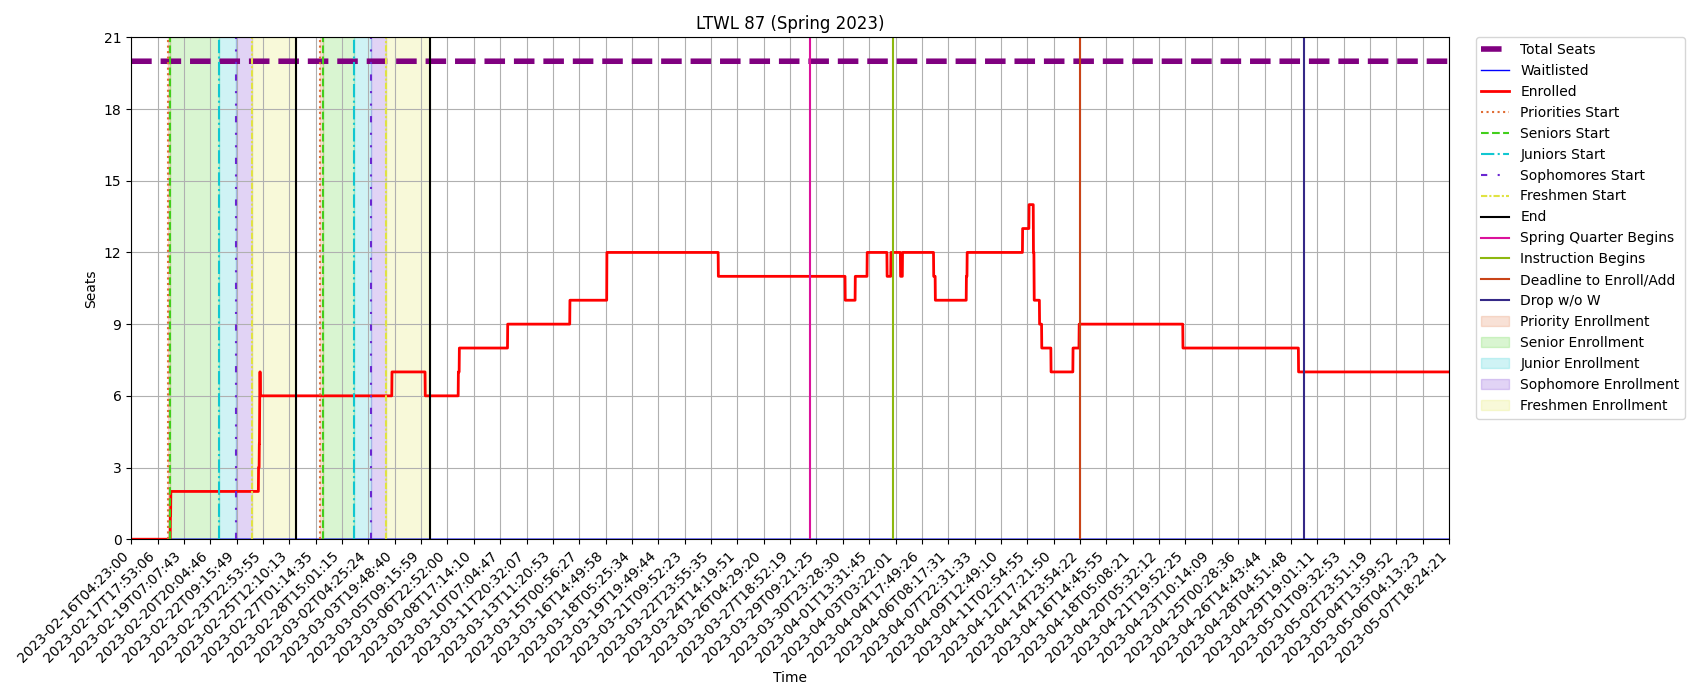 LTWL 87 (Spring 2023)
Seats
21
18
15
12
9
6
3
0
2023-02-16T04:23:00
2023-02-17T17:53:06
2023-02-19T07:07:43
2023-02-20T20:04:46
2023-02-22T09:15:49
2023-02-23T22:53:55
2023-02-25T12:10:13
2023-02-27T01:14:35
2023-02-28T15:01:15
2023-03-02T04:25:24
2023-03-03T19:48:40
2023-03-05T09:15:59
2023-03-06T22:52:00
2023-03-08T17:14:10
2023-03-10T07:04:47
2023-03-11T20:32:07
2023-03-13T11:20:53
2023-03-15T00:56:27
2023-03-16T14:49:58
2023-03-18T05:25:34
2023-03-19T19:49:44
2023-03-21T09:52:23
2023-03-22T23:55:35
2023-03-24T14:19:51
2023-03-26T04:29:20
2023-03-27T18:52:19
2023-03-29T09:21:25
2023-03-30T23:28:30
2023-04-01T13:31:45
2023-04-03T03:22:01
2023-04-04T17:49:26
2023-04-06T08:17:31
2023-04-07T22:31:33
2023-04-09T12:49:10
2023-04-11T02:54:55
2023-04-12T17:21:50
2023-04-14T23:54:22
2023-04-16T14:45:55
2023-04-18T05:08:21
2023-04-20T05:32:12
2023-04-21T19:52:25
2023-04-23T10:14:09
2023-04-25T00:28:36
2023-04-26T14:43:44
2023-04-28T04:51:48
2023-04-29T19:01:11
2023-05-01T09:32:53
2023-05-02T23:51:19
2023-05-04T13:59:52
2023-05-06T04:13:23
2023-05-07T18:24:21
Time
Total Seats
Waitlisted
Enrolled
Priorities Start
Seniors Start
Juniors Start
Sophomores Start
Freshmen Start
End
Spring Quarter Begins
Instruction Begins
Deadline to Enroll/Add
Drop w/o W
Priority Enrollment
Senior Enrollment
Junior Enrollment
Sophomore Enrollment
Freshmen Enrollment